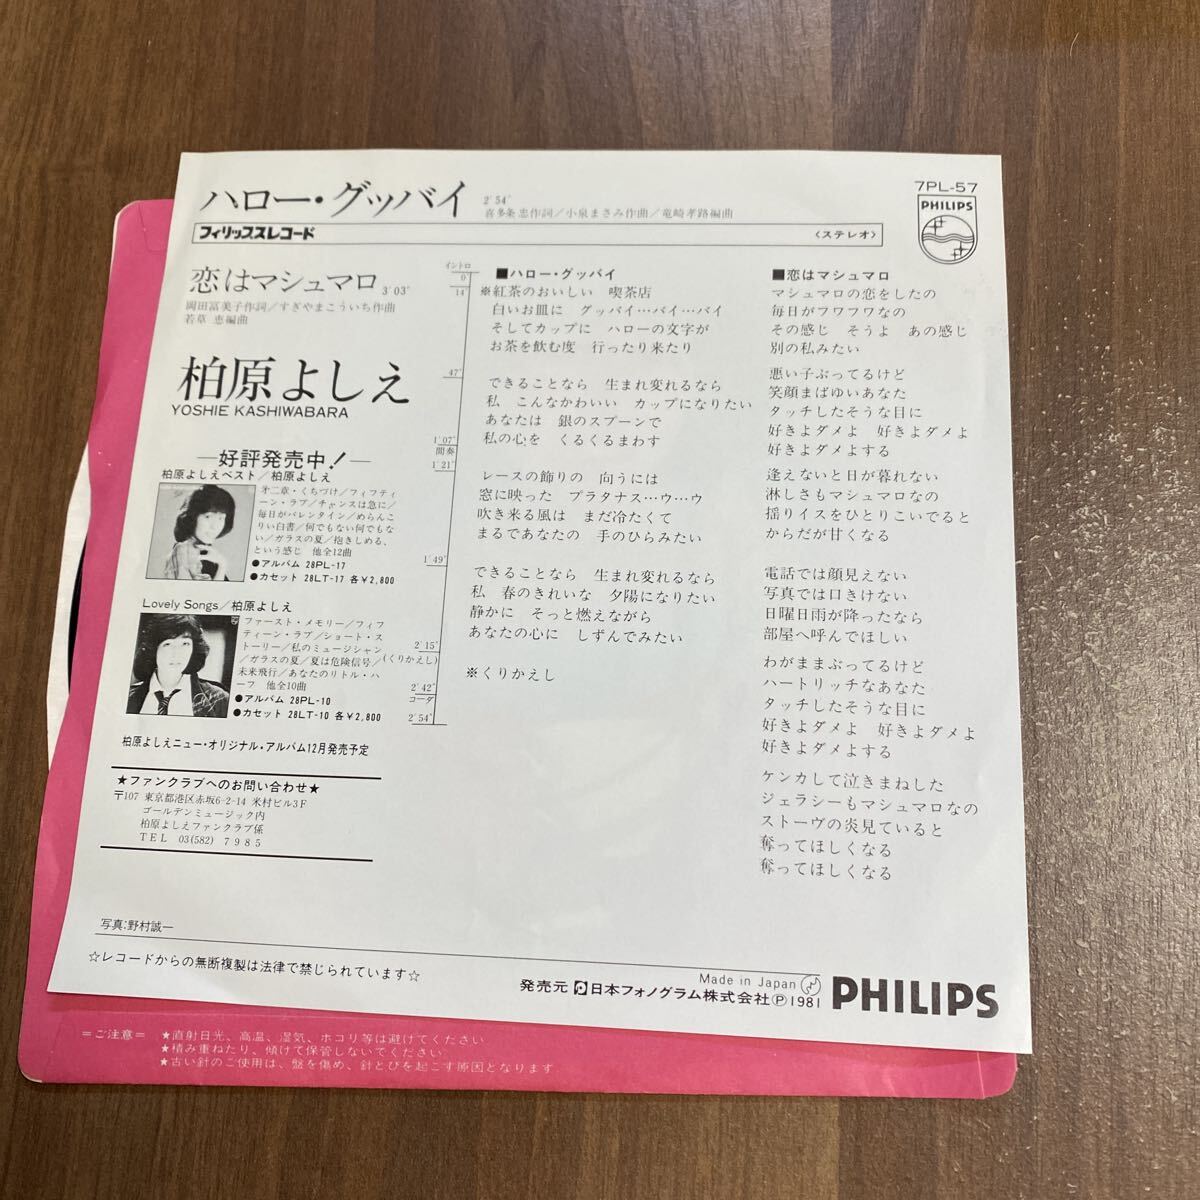 ハロー・グッバイ
2'54"
喜多条 忠作詞／小泉まさみ作曲／竜崎孝路編曲
7PL-57
PHILIPS
フィリップスレコード
〈ステレオ〉
恋はマシュマロ 3'03"
岡田冨美子作詞／すぎやまこういち作曲
若草 恵編曲
柏原よしえ
YOSHIE KASHIWABARA
—好評発売中！—
柏原よしえベスト／柏原よしえ
オ二章・くちづけ／フィフティ
ーン・ラブ／チャンスは急に／
毎日がバレンタイン／めらんこ
りい白書／何でもない何でもな
い／ガラスの夏／抱きしめる、
という感じ 他全12曲
●アルバム 28PL-17
●カセット 28LT-17 各￥2,800
Lovely Songs／柏原よしえ
ファースト・メモリー／フィフ
ティーン・ラブ／ショート・ス
トーリー／私のミュージシャン
／ガラスの夏／夏は危険信号／
未来飛行／あなたのリトル・ハ
ーフ 他全10曲
●アルバム 28PL-10
●カセット 28LT-10 各￥2,800
柏原よしえニュー・オリジナル・アルバム12月発売予定
★ファンクラブへのお問い合わせ★
〒107 東京都港区赤坂6-2-14 米村ビル3F
ゴールデンミュージック内
柏原よしえファンクラブ係
TEL 03(582) 7985
イントロ
0
14"
47"
1'07"
間奏
1'21"
1'49"
2'15"
(くりかえし)
2'42"
コーダ
2'54"
■ハロー・グッバイ
※紅茶のおいしい 喫茶店
白いお皿に グッバイ…バイ…バイ
そしてカップに ハローの文字が
お茶を飲む度 行ったり来たり
できることなら 生まれ変れるなら
私 こんなかわいい カップになりたい
あなたは 銀のスプーンで
私の心を くるくるまわす
レースの飾りの 向うには
窓に映った プラタナス…ウ…ウ
吹き来る風は まだ冷たくて
まるであなたの 手のひらみたい
できることなら 生まれ変れるなら
私 春のきれいな 夕陽になりたい
静かに そっと燃えながら
あなたの心に しずんでみたい
※くりかえし
■恋はマシュマロ
マシュマロの恋をしたの
毎日がフワフワなの
その感じ そうよ あの感じ
別の私みたい
悪い子ぶってるけど
笑顔まばゆいあなた
タッチしたそうな目に
好きよダメよ 好きよダメよ
好きよダメよする
逢えないと日が暮れない
淋しさもマシュマロなの
揺りイスをひとりこいでると
からだが甘くなる
電話では顔見えない
写真では口きけない
日曜日雨が降ったなら
部屋へ呼んでほしい
わがままぶってるけど
ハートリッチなあなた
タッチしたそうな目に
好きよダメよ 好きよダメよ
好きよダメよする
ケンカして泣きまねした
ジェラシーもマシュマロなの
ストーヴの炎見ていると
奪ってほしくなる
奪ってほしくなる
写真:野村誠一
☆レコードからの無断複製は法律で禁じられています☆
Made in Japan
発売元 日本フォノグラム株式会社Ⓟ1981
PHILIPS
＝ご注意＝
★直射日光、高温、湿気、ホコリ等は避けてください
★積み重ねたり、傾けて保管しないでください
★古い針のご使用は、盤を傷め、針とびを起こす原因となります